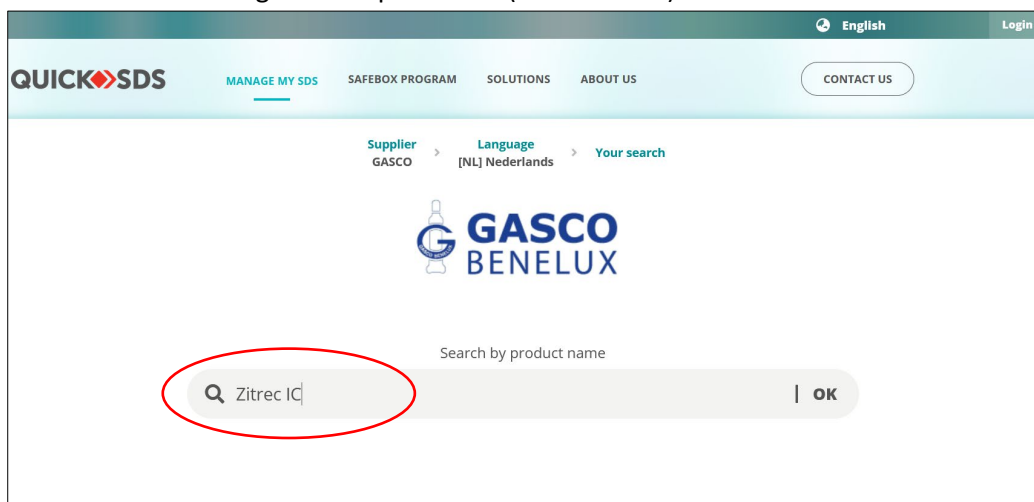 English
Login
QUICK SDS
MANAGE MY SDS
SAFEBOX PROGRAM
SOLUTIONS
ABOUT US
CONTACT US
Supplier > Language > Your search
GASCO [NL] Nederlands
GASCO
BENELUX
Search by product name
Zitrec IC | OK